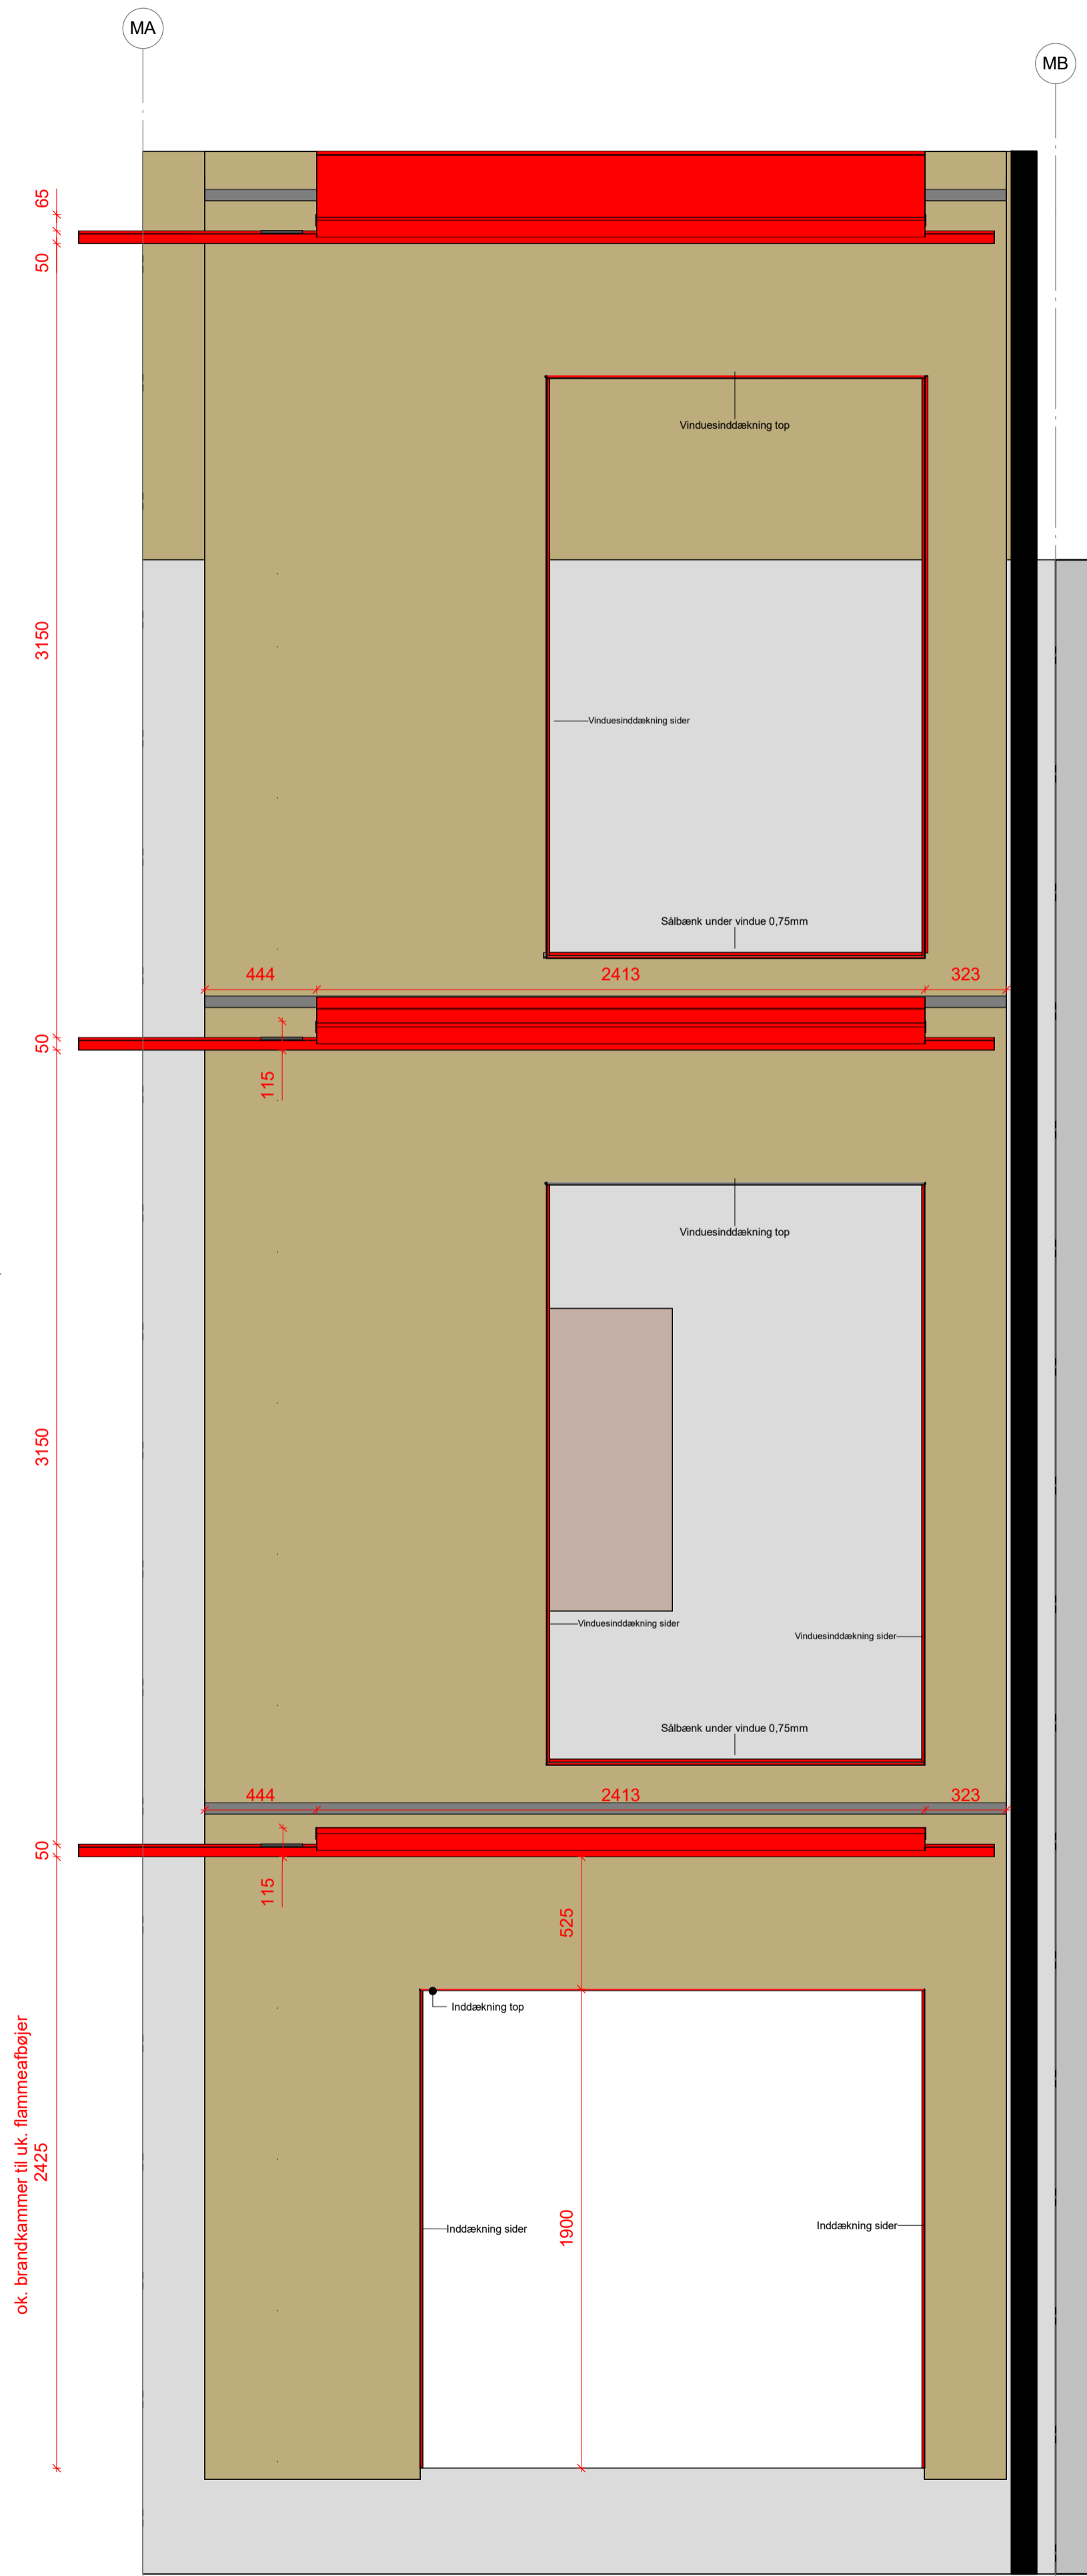 MA
MB
65
50
Vinduesinddækning top
3150
Vinduesinddækning sider
Sålbænk under vindue 0,75mm
444
2413
323
50
115
Vinduesinddækning top
3150
Vinduesinddækning sider
Vinduesinddækning sider
Sålbænk under vindue 0,75mm
444
2413
323
50
115
525
Inddækning top
ok. brandkammer til uk. flammeafbøjer
2425
1900
Inddækning sider
Inddækning sider